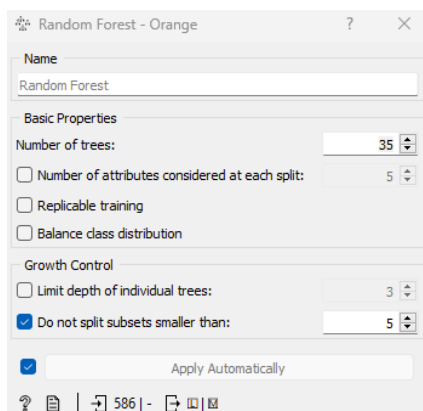 Random Forest - Orange ? ×
Name
Random Forest
Basic Properties
Number of trees: 35
Number of attributes considered at each split: 5
Replicable training
Balance class distribution
Growth Control
Limit depth of individual trees: 3
Do not split subsets smaller than: 5
Apply Automatically
? | 586 | - L | M